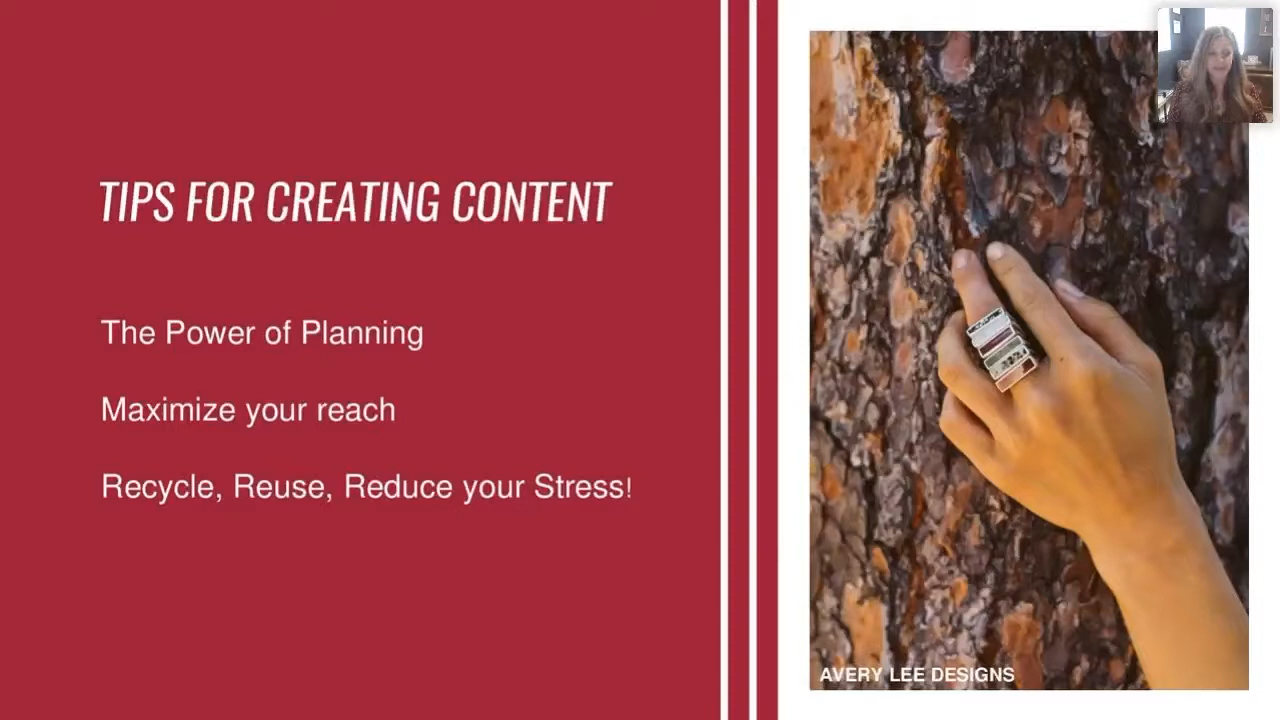 TIPS FOR CREATING CONTENT
The Power of Planning
Maximize your reach
Recycle, Reuse, Reduce your Stress!
AVERY LEE DESIGNS